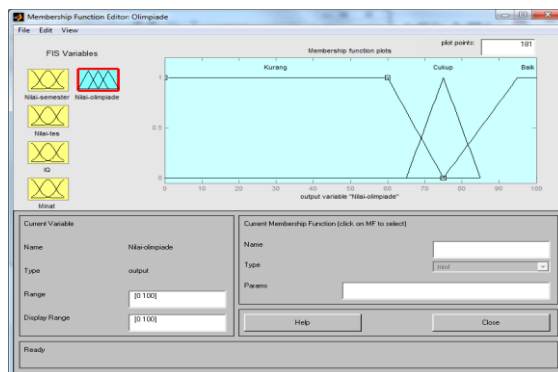 Membership Function Editor: Olimpiade
File Edit View
FIS Variables
Nilai-semester
Nilai-olimpiade
Nilai-tes
IQ
Minat
Membership function plots
plot points:
181
Kurang
Cukup
Baik
1
0.5
0
0 10 20 30 40 50 60 70 80 90 100
output variable "Nilai-olimpiade"
Current Variable
Name Nilai-olimpiade
Type output
Range [0 100]
Display Range [0 100]
Current Membership Function (click on MF to select)
Name
Type
Params
Help
Close
Ready